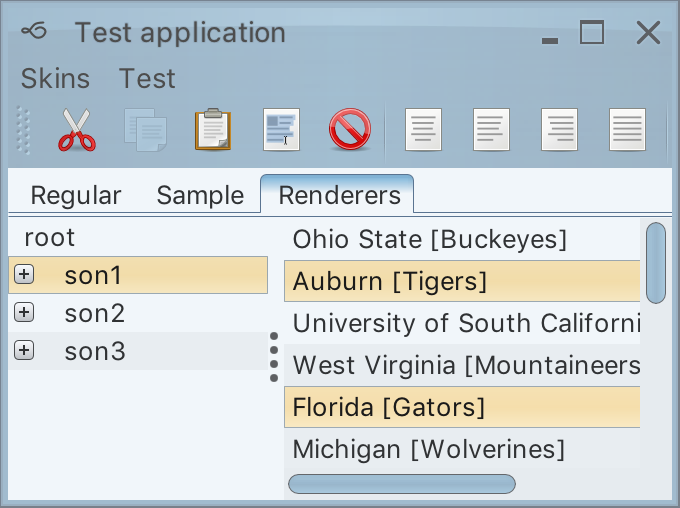 Test application
Skins Test
Regular Sample Renderers
root
son1
son2
son3
Ohio State [Buckeyes]
Auburn [Tigers]
University of South Californi
West Virginia [Mountaineers
Florida [Gators]
Michigan [Wolverines]